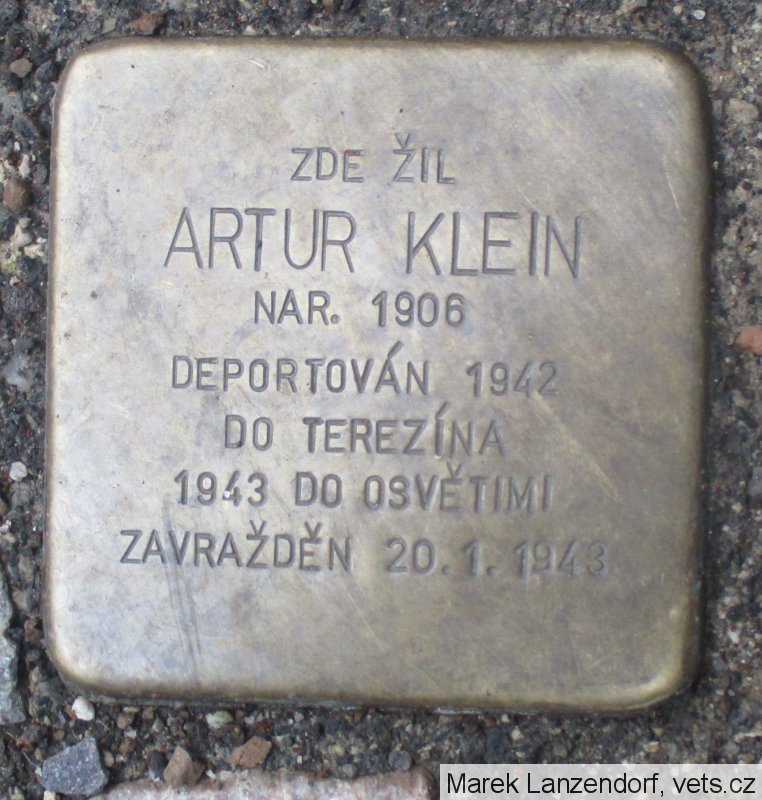 ZDE ŽIL
ARTUR KLEIN
NAR. 1906
DEPORTOVÁN 1942
DO TEREZÍNA
1943 DO OSVĚTIMI
ZAVRAŽDĚN 20.1.1943
Marek Lanzendorf, vets.cz